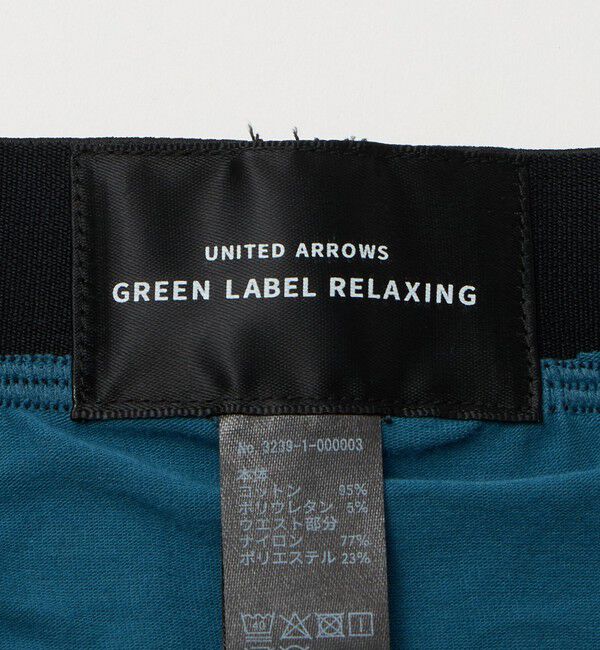 UNITED ARROWS
GREEN LABEL RELAXING
No. 3239-1-000003
本体
コットン 95%
ポリウレタン 5%
ウエスト部分
ナイロン 77%
ポリエステル 23%
40